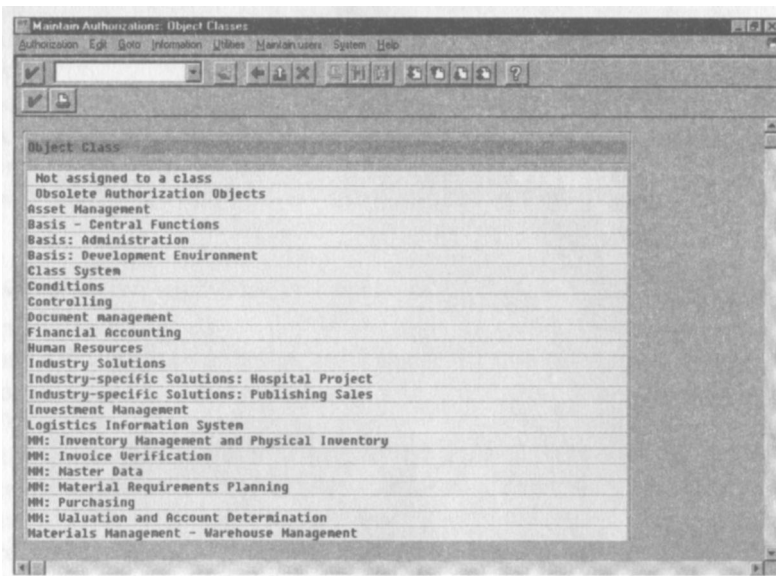 Maintain Authorizations: Object Classes
Authorization Edit Goto Information Utilities Maintain users System Help
Object Class
Not assigned to a class
Obsolete Authorization Objects
Asset Management
Basis - Central Functions
Basis: Administration
Basis: Development Environment
Class System
Conditions
Controlling
Document management
Financial Accounting
Human Resources
Industry Solutions
Industry-specific Solutions: Hospital Project
Industry-specific Solutions: Publishing Sales
Investment Management
Logistics Information System
MM: Inventory Management and Physical Inventory
MM: Invoice Verification
MM: Master Data
MM: Material Requirements Planning
MM: Purchasing
MM: Valuation and Account Determination
Materials Management - Warehouse Management